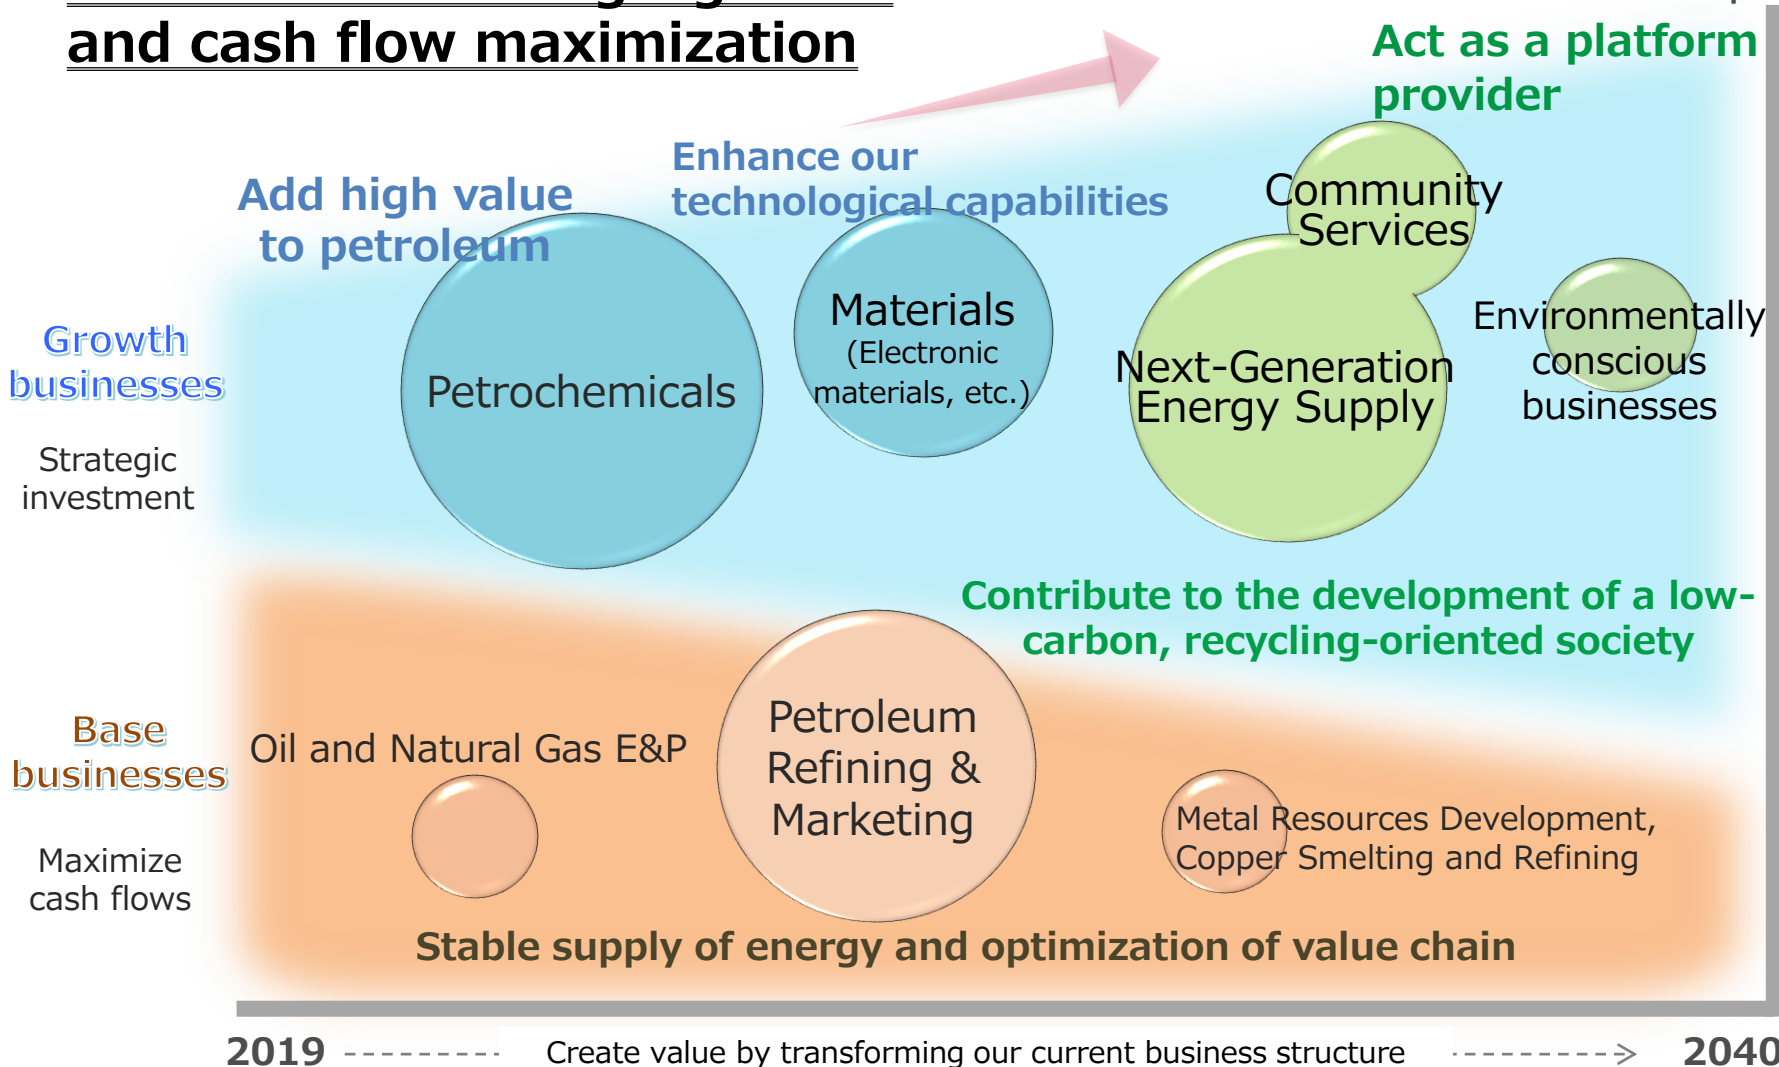 and cash flow maximization
Act as a platform
provider
Enhance our
technological capabilities
Add high value
to petroleum
Community
Services
Growth
businesses
Strategic
investment
Petrochemicals
Materials
(Electronic
materials, etc.)
Next-Generation
Energy Supply
Environmentally
conscious
businesses
Contribute to the development of a low-
carbon, recycling-oriented society
Base
businesses
Maximize
cash flows
Oil and Natural Gas E&P
Petroleum
Refining &
Marketing
Metal Resources Development,
Copper Smelting and Refining
Stable supply of energy and optimization of value chain
2019
Create value by transforming our current business structure
2040